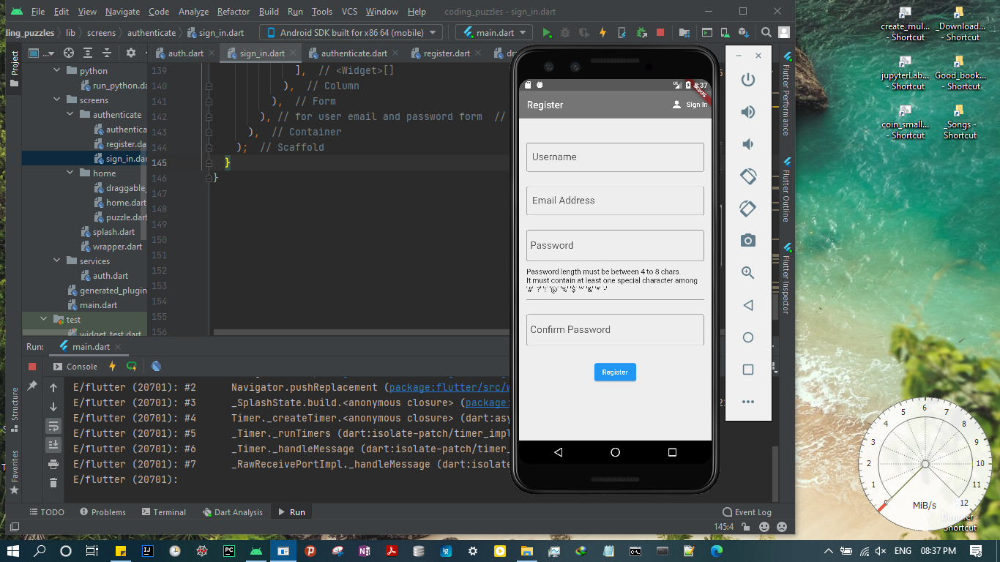 File Edit View Navigate Code Analyze Refactor Build Run Tools VCS Window Help coding_puzzles - sign_in.dart
ding_puzzles lib screens authenticate sign_in.dart Android SDK built for x86 64 (mobile) main.dart
Project
auth.dart sign_in.dart authenticate.dart register.dart dr
python
run_python.da
screens
authenticate
authentica
register.da
sign_in.dar
home
draggable_
home.dart
puzzle.dart
splash.dart
wrapper.dart
services
auth.dart
generated_plugin
main.dart
test
widget_test.dart
139 ], // <Widget>[]
140 ), // Column
141 ), // Form
142 ), // for user email and password form //
143 ), // Container
144 ); // Scaffold
145 }
146 }
147
148
149
150
151
152
153
154
155
156
8:37
DEBUG
Register Sign In
Username
Email Address
Password
Password length must be between 4 to 8 chars.
It must contain at least one special character among
Confirm Password
Register
Flutter Performance
Flutter Outline
Flutter Inspector
Run: main.dart
Console
E/flutter (20701): #2 Navigator.pushReplacement (package:flutter/src/w
E/flutter (20701): #3 _SplashState.build.<anonymous closure> (package:
E/flutter (20701): #4 Timer._createTimer.<anonymous closure> (dart:asy
E/flutter (20701): #5 _Timer._runTimers (dart:isolate-patch/timer_impl
E/flutter (20701): #6 _Timer._handleMessage (dart:isolate-patch/timer_
E/flutter (20701): #7 _RawReceivePortImpl._handleMessage (dart:isolate
E/flutter (20701):
Structure
Favorites
TODO Problems Terminal Dart Analysis Run Event Log
145:4
create_mul... - Shortcut
_Download... - Shortcut
jupyterLab... - Shortcut
Good_book... - Shortcut
coin_small... - Shortcut
_Songs - Shortcut
0 1 2 3 4 5 6 7 8 9 10 11 12
MiB/s
Dimmer - Shortcut
ENG 08:37 PM